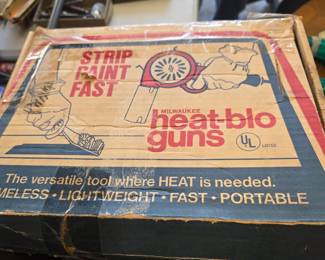 STRIP
PAINT
FAST
MILWAUKEE
heat-blo
guns
UL
LISTED
The versatile tool where HEAT is needed.
MELESS • LIGHTWEIGHT • FAST • PORTABLE